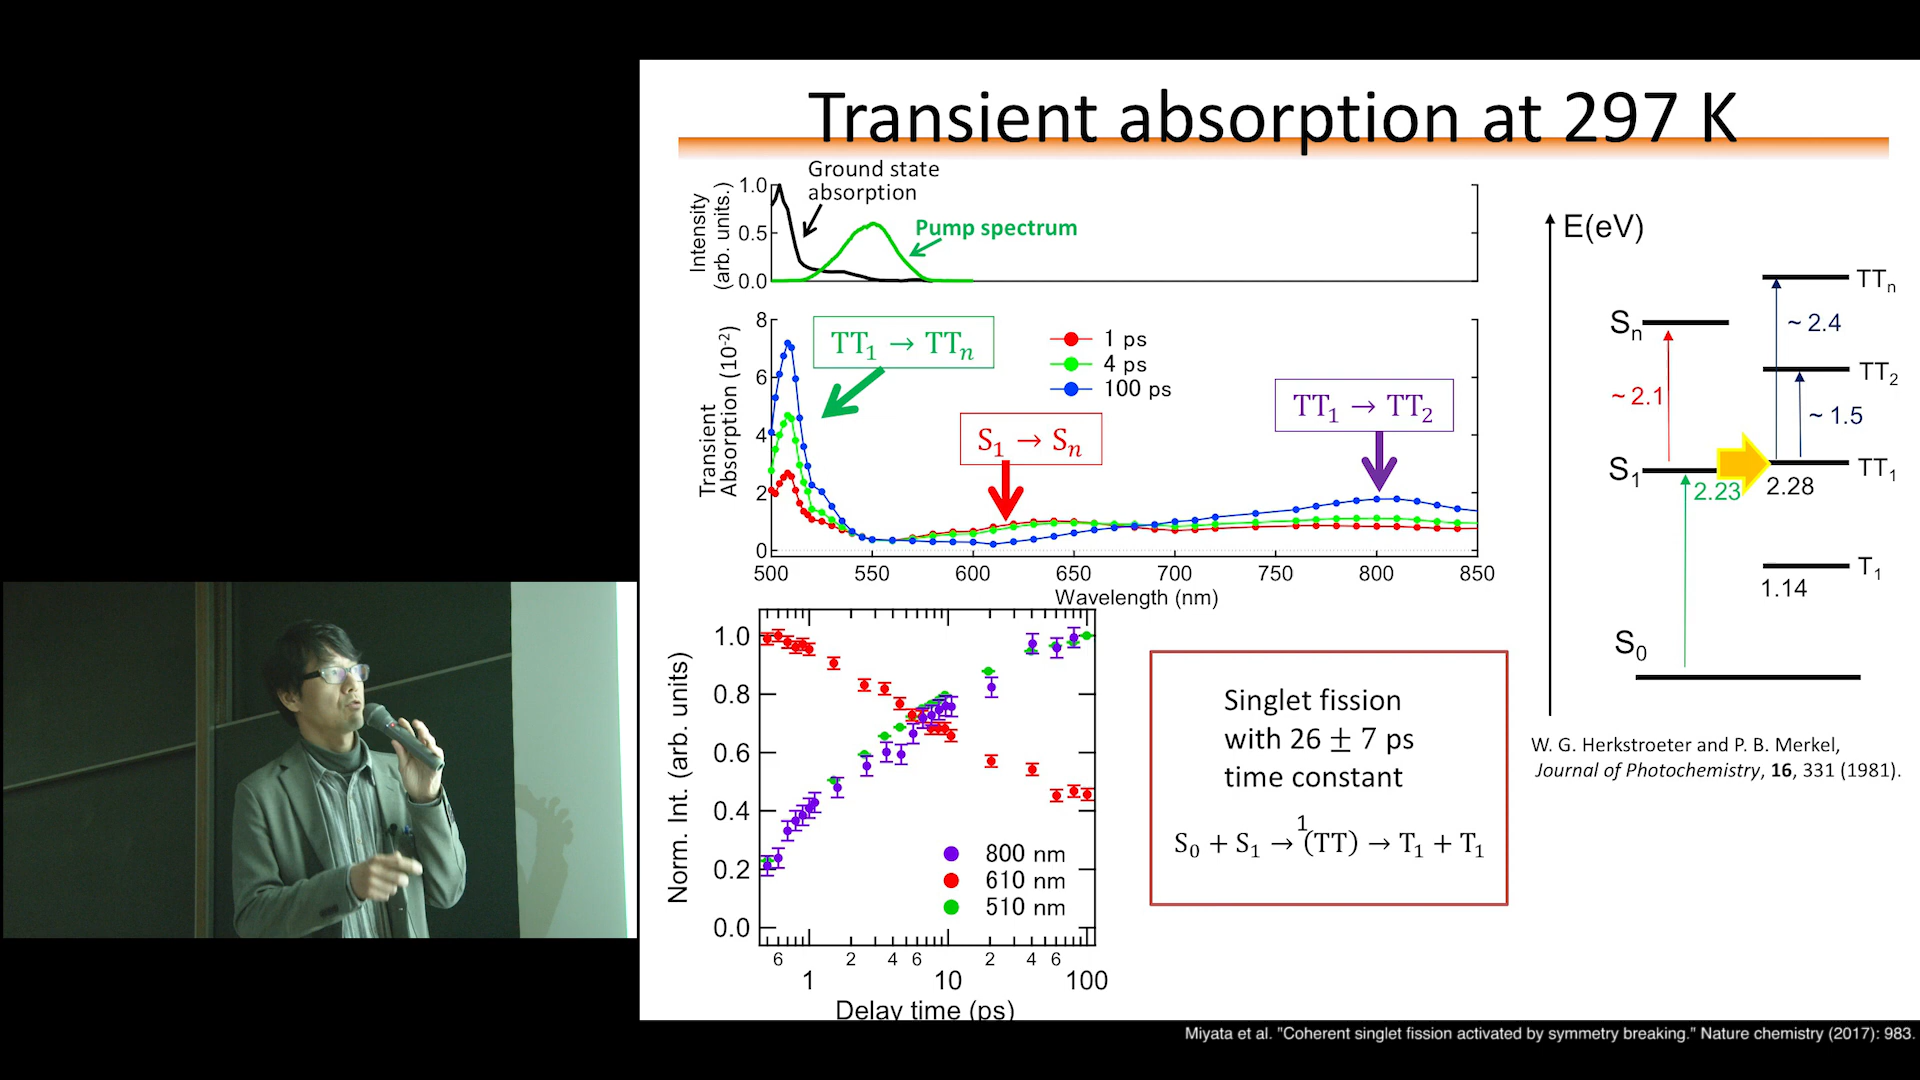 Transient absorption at 297 K
Ground state
absorption
Pump spectrum
Intensity
(arb. units.)
1.0
0.5
0.0
Transient
Absorption (10-2)
8
6
4
2
0
TT1 → TTn
S1 → Sn
TT1 → TT2
1 ps
4 ps
100 ps
500 550 600 650 700 750 800 850
Wavelength (nm)
Norm. Int. (arb. units)
1.0
0.8
0.6
0.4
0.2
0.0
800 nm
610 nm
510 nm
6 2 4 6 2 4 6
1 10 100
Delay time (ps)
Singlet fission
with 26 ± 7 ps
time constant
S0 + S1 → 1(TT) → T1 + T1
E(eV)
TTn
Sn
~ 2.4
TT2
~ 2.1
~ 1.5
S1
TT1
2.23
2.28
T1
1.14
S0
W. G. Herkstroeter and P. B. Merkel,
Journal of Photochemistry, 16, 331 (1981).
Miyata et al. "Coherent singlet fission activated by symmetry breaking." Nature chemistry (2017): 983.